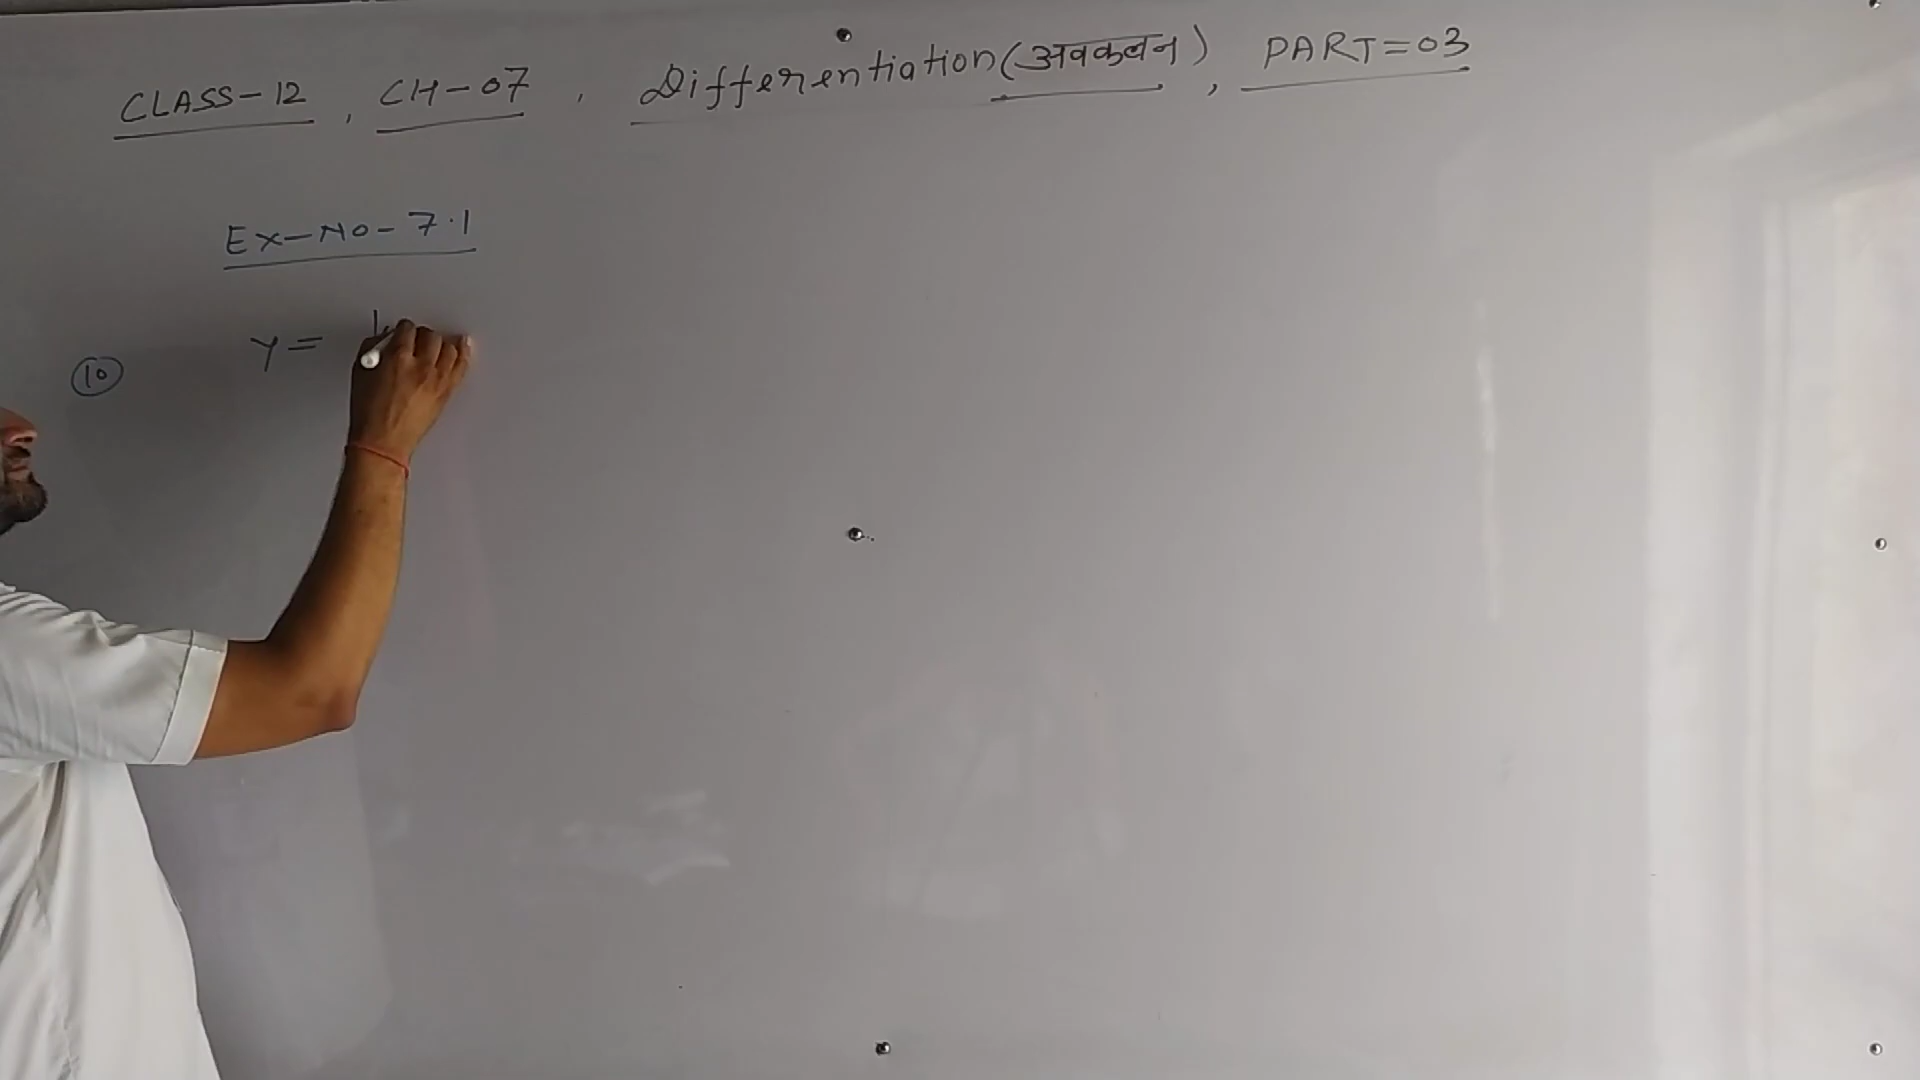 CLASS-12, CH-07, Differentiation (अवकलन), PART=03
EX-NO-7.1
10 y =